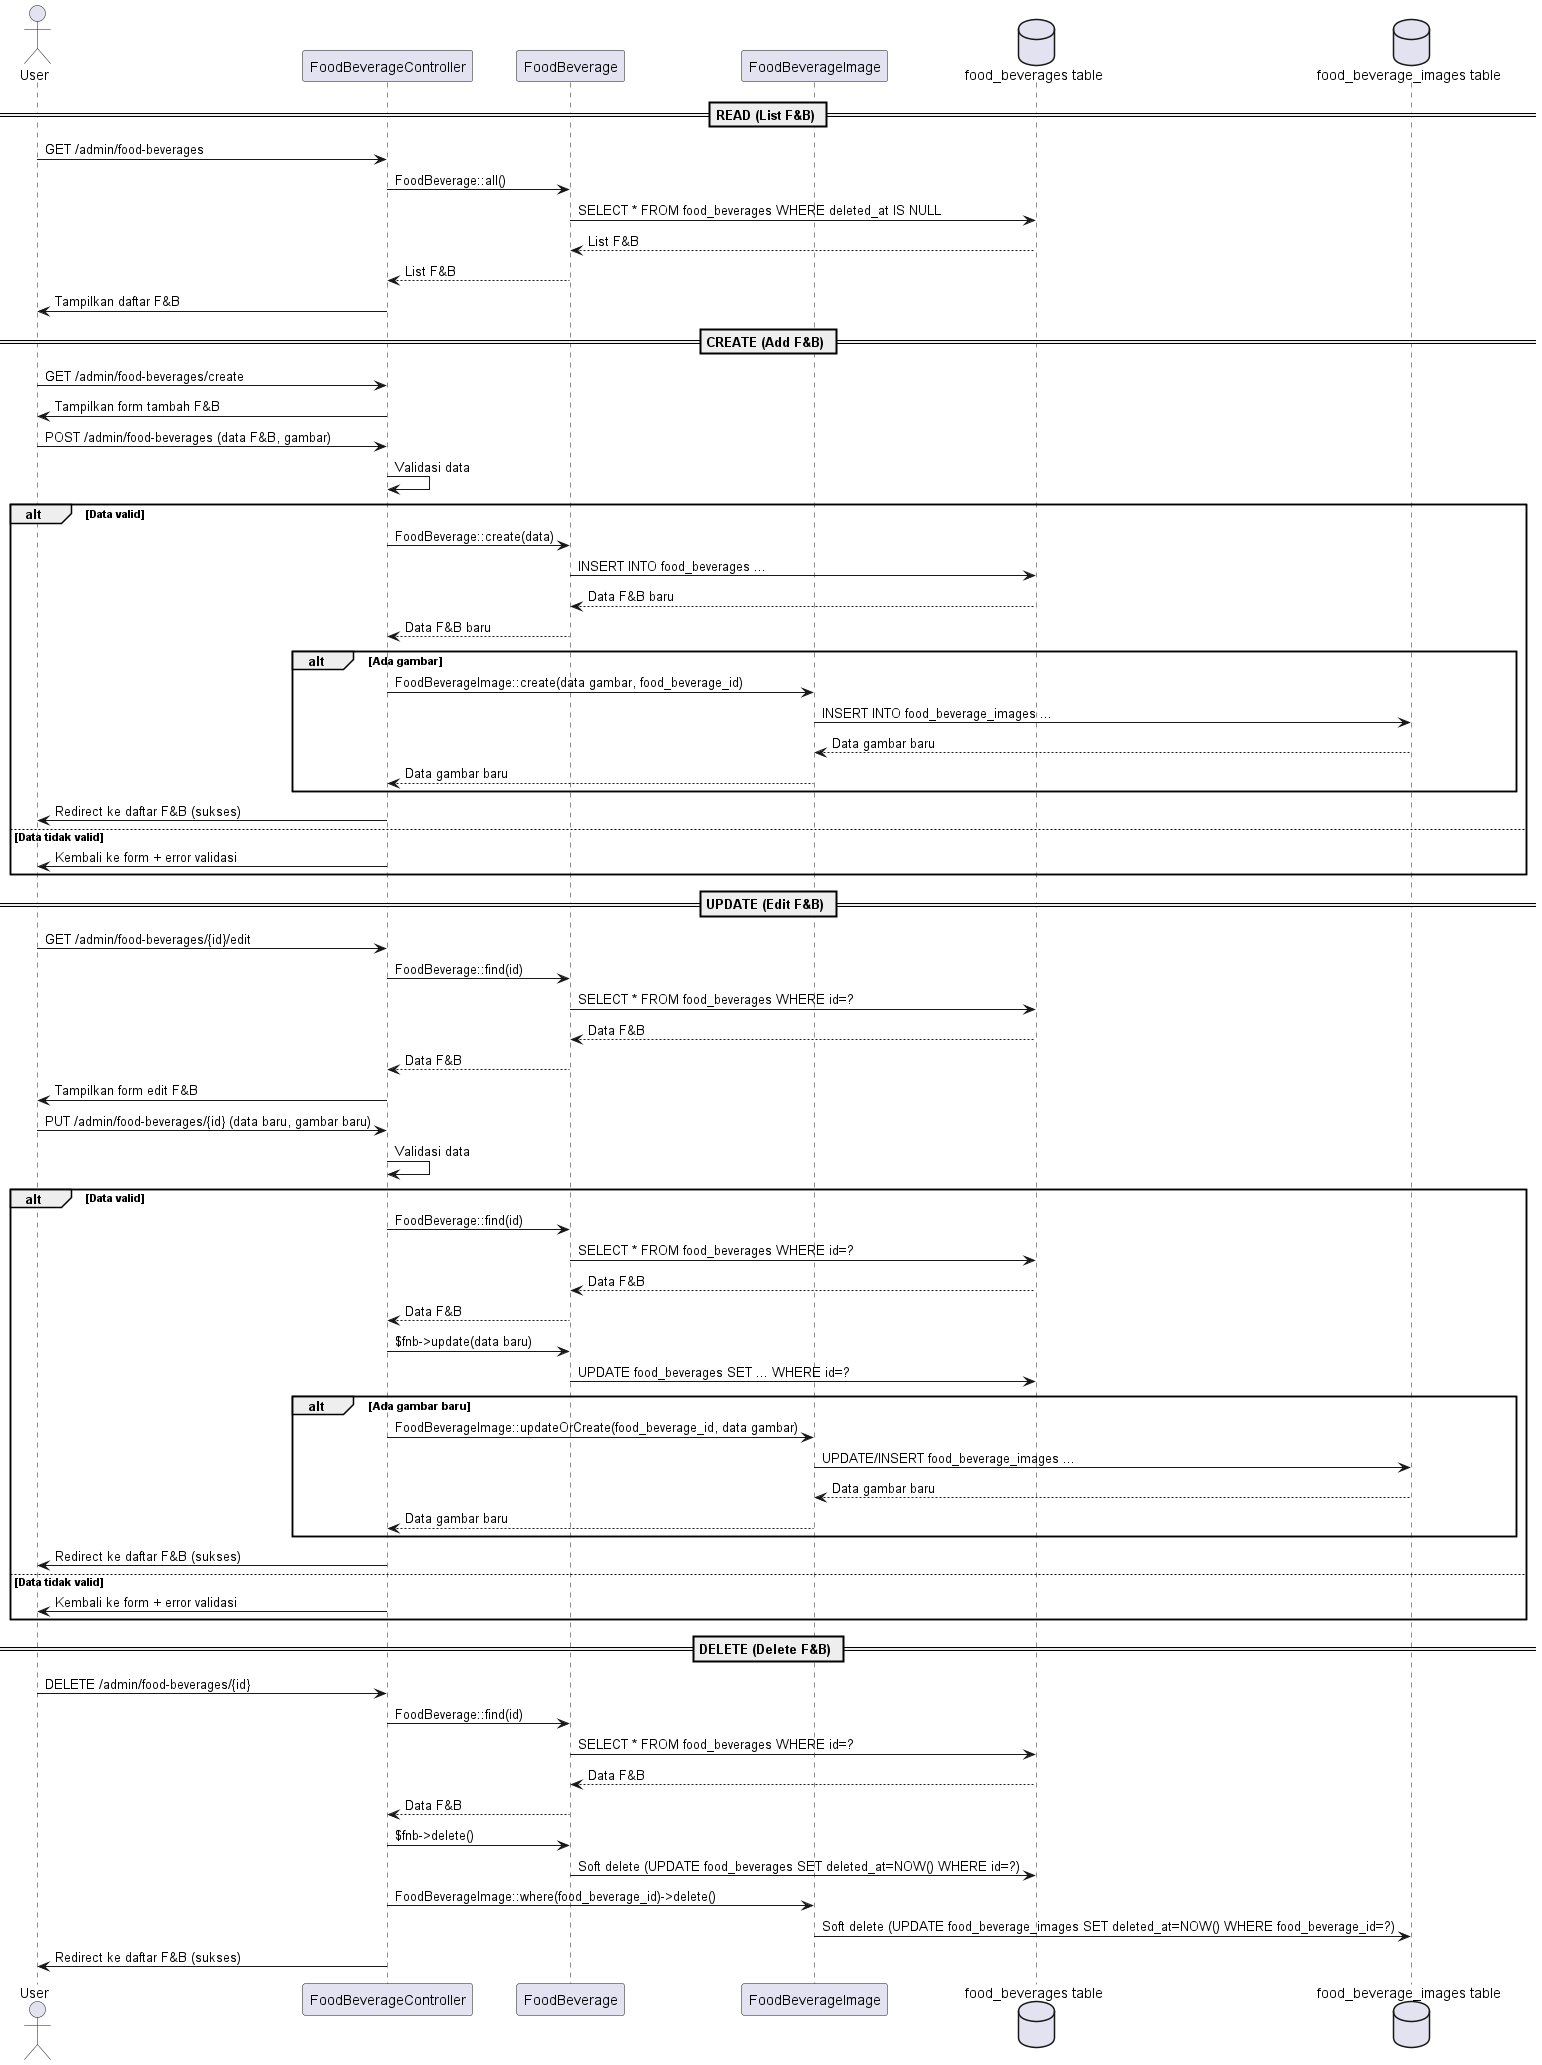 User
FoodBeverageController
FoodBeverage
FoodBeverageImage
food_beverages table
food_beverage_images table
READ (List F&B)
GET /admin/food-beverages
FoodBeverage::all()
SELECT * FROM food_beverages WHERE deleted_at IS NULL
List F&B
List F&B
Tampilkan daftar F&B
CREATE (Add F&B)
GET /admin/food-beverages/create
Tampilkan form tambah F&B
POST /admin/food-beverages (data F&B, gambar)
Validasi data
alt [Data valid]
FoodBeverage::create(data)
INSERT INTO food_beverages ...
Data F&B baru
Data F&B baru
alt [Ada gambar]
FoodBeverageImage::create(data gambar, food_beverage_id)
INSERT INTO food_beverage_images ...
Data gambar baru
Data gambar baru
Redirect ke daftar F&B (sukses)
[Data tidak valid]
Kembali ke form + error validasi
UPDATE (Edit F&B)
GET /admin/food-beverages/{id}/edit
FoodBeverage::find(id)
SELECT * FROM food_beverages WHERE id=?
Data F&B
Data F&B
Tampilkan form edit F&B
PUT /admin/food-beverages/{id} (data baru, gambar baru)
Validasi data
alt [Data valid]
FoodBeverage::find(id)
SELECT * FROM food_beverages WHERE id=?
Data F&B
Data F&B
$fnb->update(data baru)
UPDATE food_beverages SET ... WHERE id=?
alt [Ada gambar baru]
FoodBeverageImage::updateOrCreate(food_beverage_id, data gambar)
UPDATE/INSERT food_beverage_images ...
Data gambar baru
Data gambar baru
Redirect ke daftar F&B (sukses)
[Data tidak valid]
Kembali ke form + error validasi
DELETE (Delete F&B)
DELETE /admin/food-beverages/{id}
FoodBeverage::find(id)
SELECT * FROM food_beverages WHERE id=?
Data F&B
Data F&B
$fnb->delete()
Soft delete (UPDATE food_beverages SET deleted_at=NOW() WHERE id=?)
FoodBeverageImage::where(food_beverage_id)->delete()
Soft delete (UPDATE food_beverage_images SET deleted_at=NOW() WHERE food_beverage_id=?)
Redirect ke daftar F&B (sukses)
User
FoodBeverageController
FoodBeverage
FoodBeverageImage
food_beverages table
food_beverage_images table